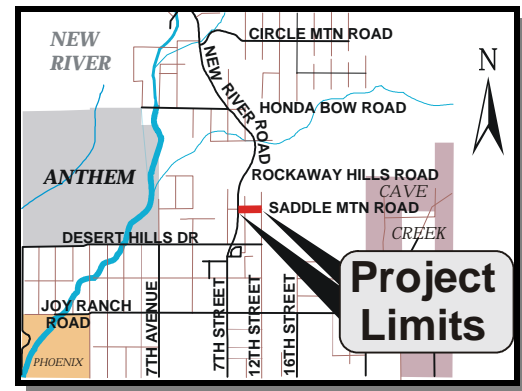 NEW
RIVER
CIRCLE MTN ROAD
N
NEW RIVER ROAD
HONDA BOW ROAD
ANTHEM
ROCKAWAY HILLS ROAD
CAVE
CREEK
SADDLE MTN ROAD
DESERT HILLS DR
Project
Limits
JOY RANCH
ROAD
7TH AVENUE
7TH STREET
12TH STREET
16TH STREET
PHOENIX